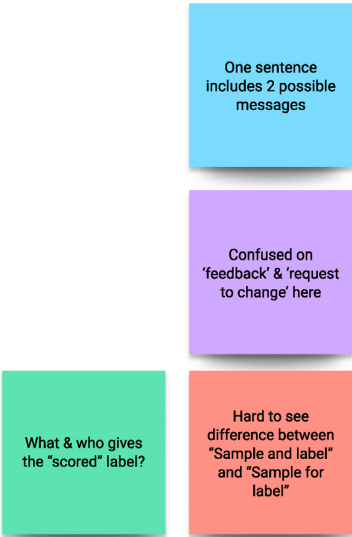 One sentence
includes 2 possible
messages
Confused on
‘feedback’ & ‘request
to change’ here
What & who gives
the “scored” label?
Hard to see
difference between
“Sample and label”
and “Sample for
label”